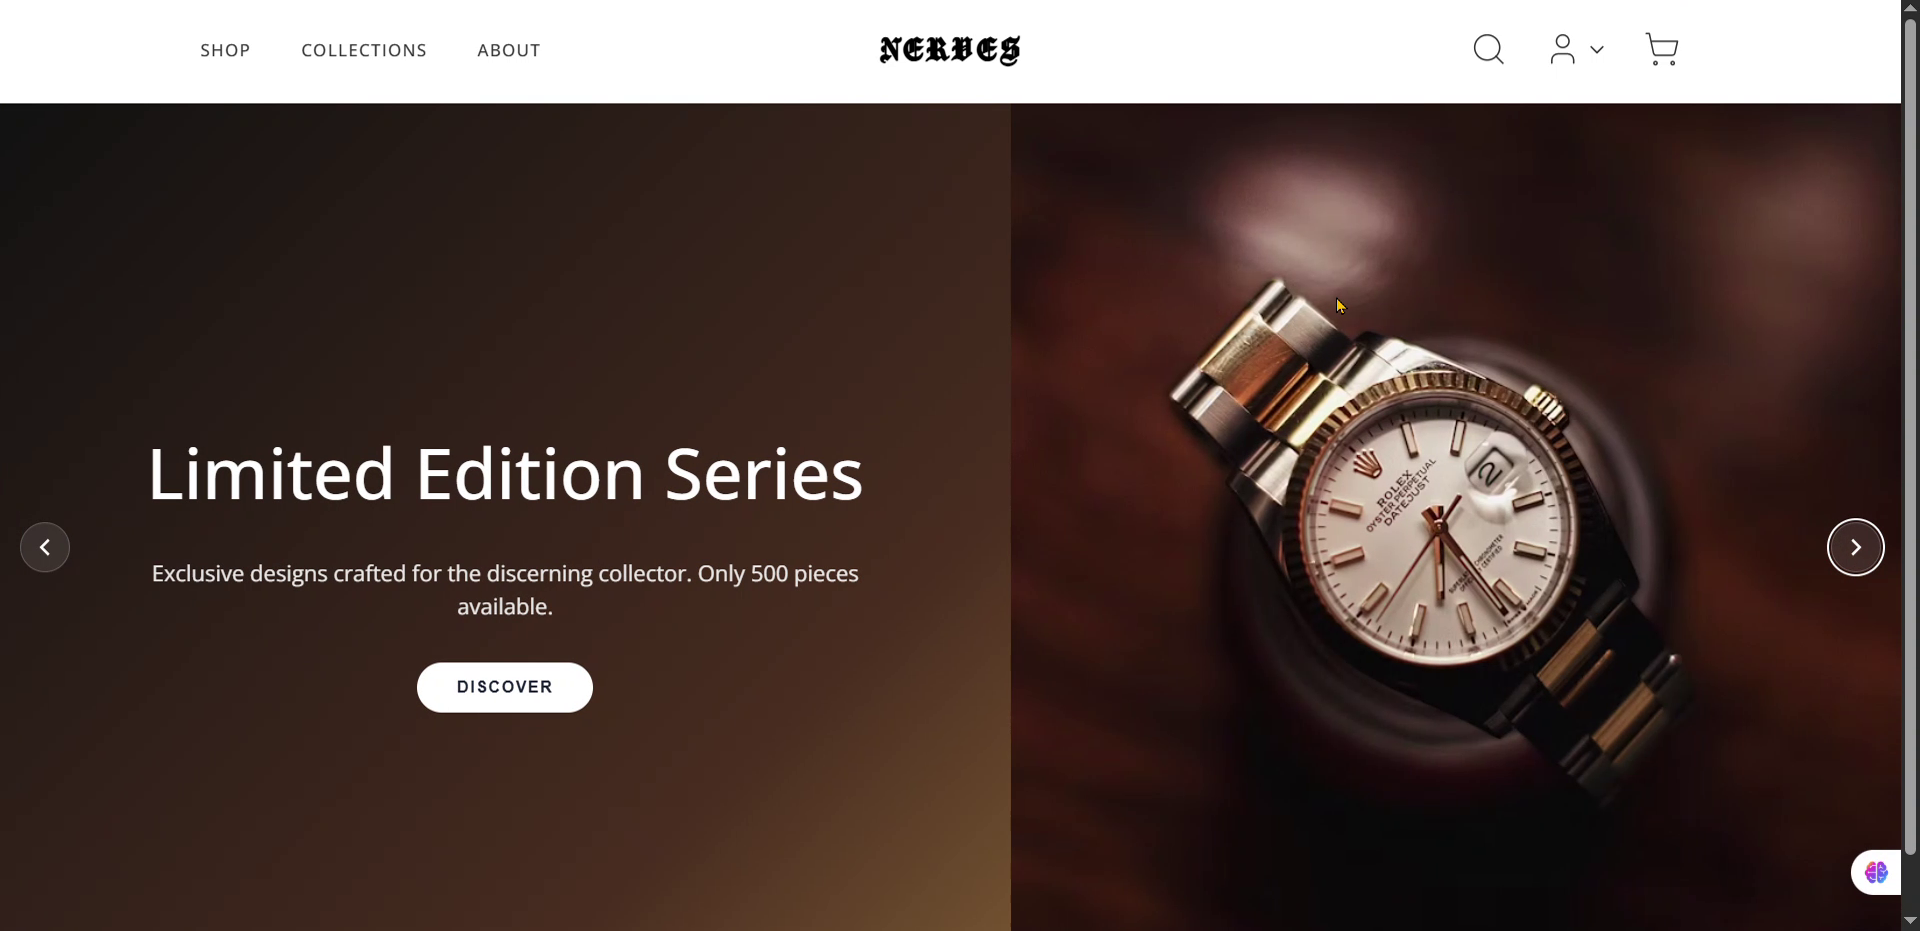 SHOP COLLECTIONS ABOUT NERVES
Limited Edition Series
Exclusive designs crafted for the discerning collector. Only 500 pieces
available.
DISCOVER
ROLEX
OYSTER PERPETUAL
DATEJUST
2